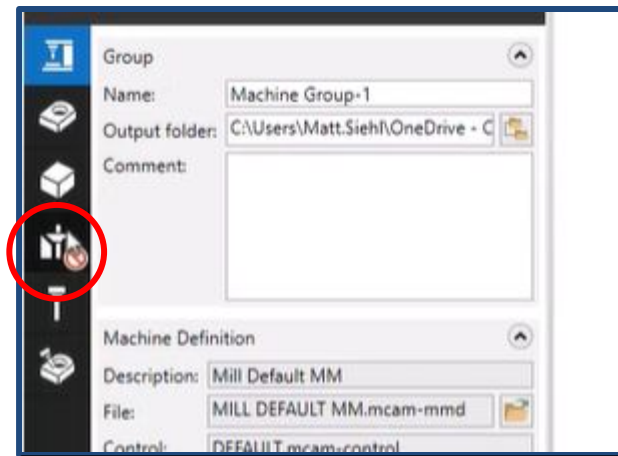 Group
Name: Machine Group-1
Output folder: C:\Users\Matt.Siehl\OneDrive - C
Comment:
Machine Definition
Description: Mill Default MM
File: MILL DEFAULT MM.mcam-mmd
Control: DEFAULT.mcam-control